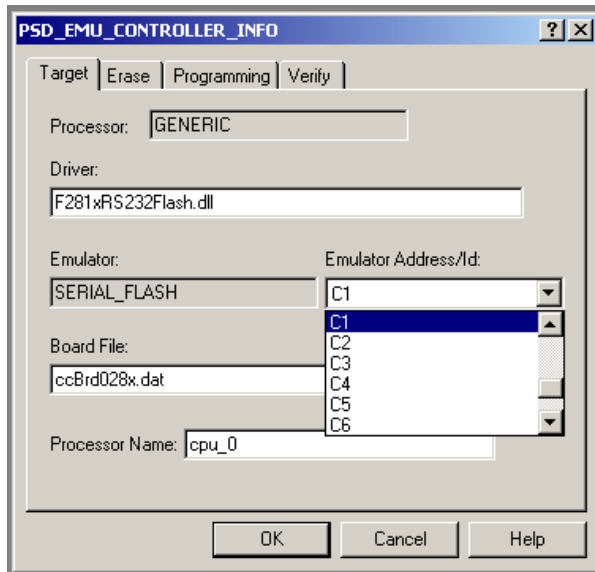 PSD_EMU_CONTROLLER_INFO
Target Erase Programming Verify
Processor: GENERIC
Driver:
F281xRS232Flash.dll
Emulator: Emulator Address/Id:
SERIAL_FLASH C1
C1
C2
C3
C4
C5
C6
Board File:
ccBrd028x.dat
Processor Name: cpu_0
OK Cancel Help